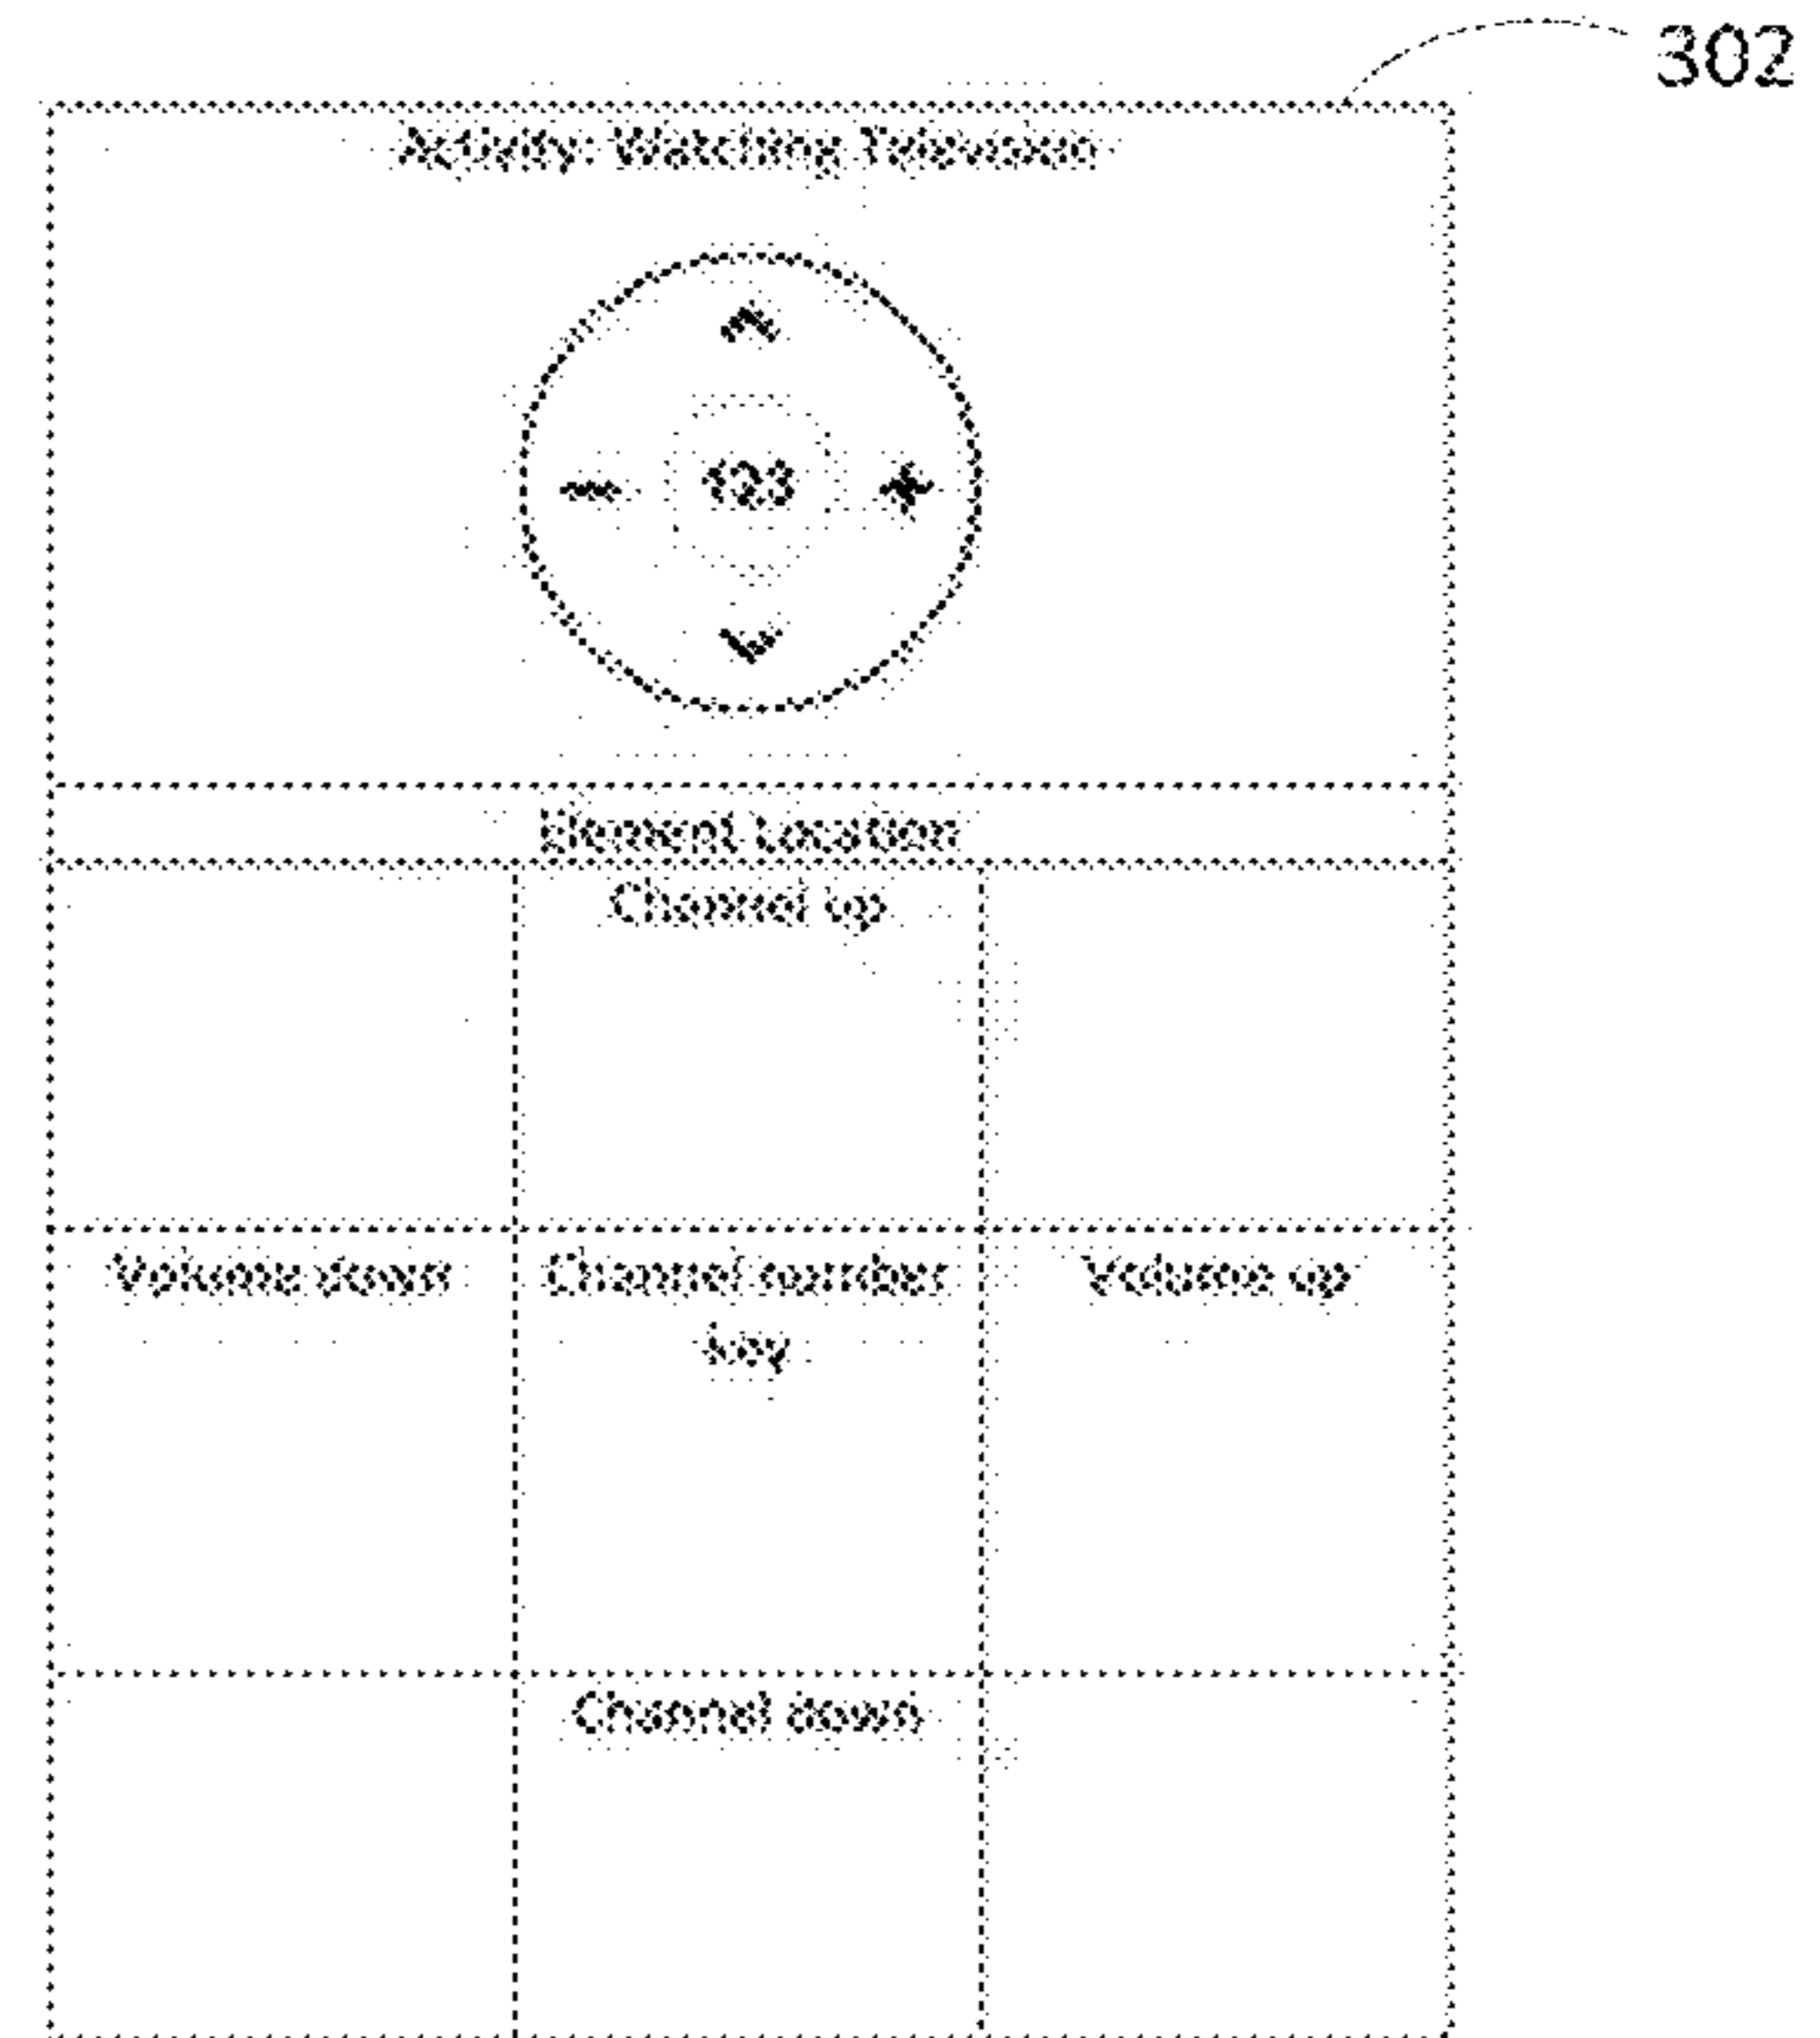 302
Activity: Watching Television
123
Element Location
Channel up
Volume down Channel number Volume up
key
Channel down